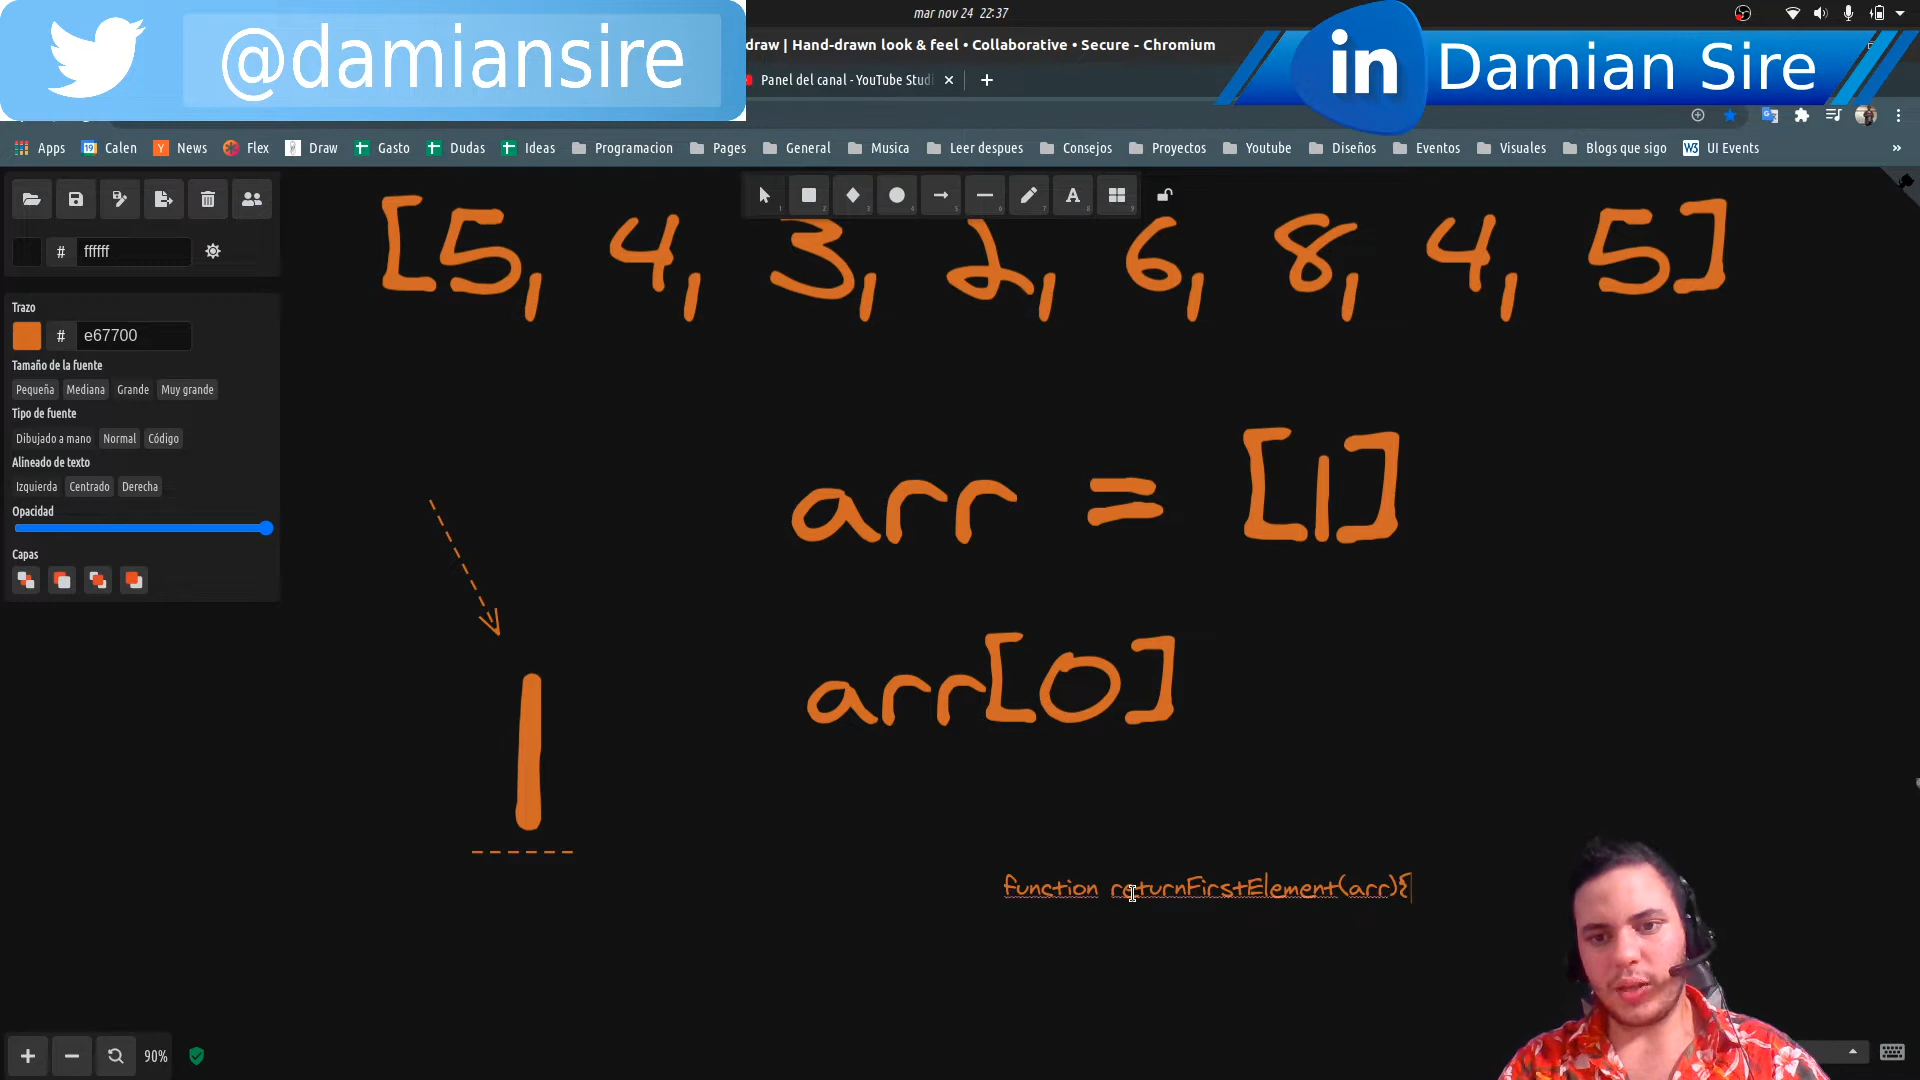 @damiansire
mar nov 24 22:37
draw | Hand-drawn look & feel • Collaborative • Secure - Chromium
in Damian Sire
Panel del canal - YouTube Studi
Apps Calen News Flex Draw Gasto Dudas Ideas Programacion Pages General Musica Leer despues Consejos Proyectos Youtube Diseños Eventos Visuales Blogs que sigo UI Events »
# ffffff
Trazo
# e67700
Tamaño de la fuente
Pequeña Mediana Grande Muy grande
Tipo de fuente
Dibujado a mano Normal Código
Alineado de texto
Izquierda Centrado Derecha
Opacidad
Capas
[5, 4, 3, 2, 6, 8, 4, 5]
arr = [1]
arr[0]
1
function returnFirstElement(arr){
90%